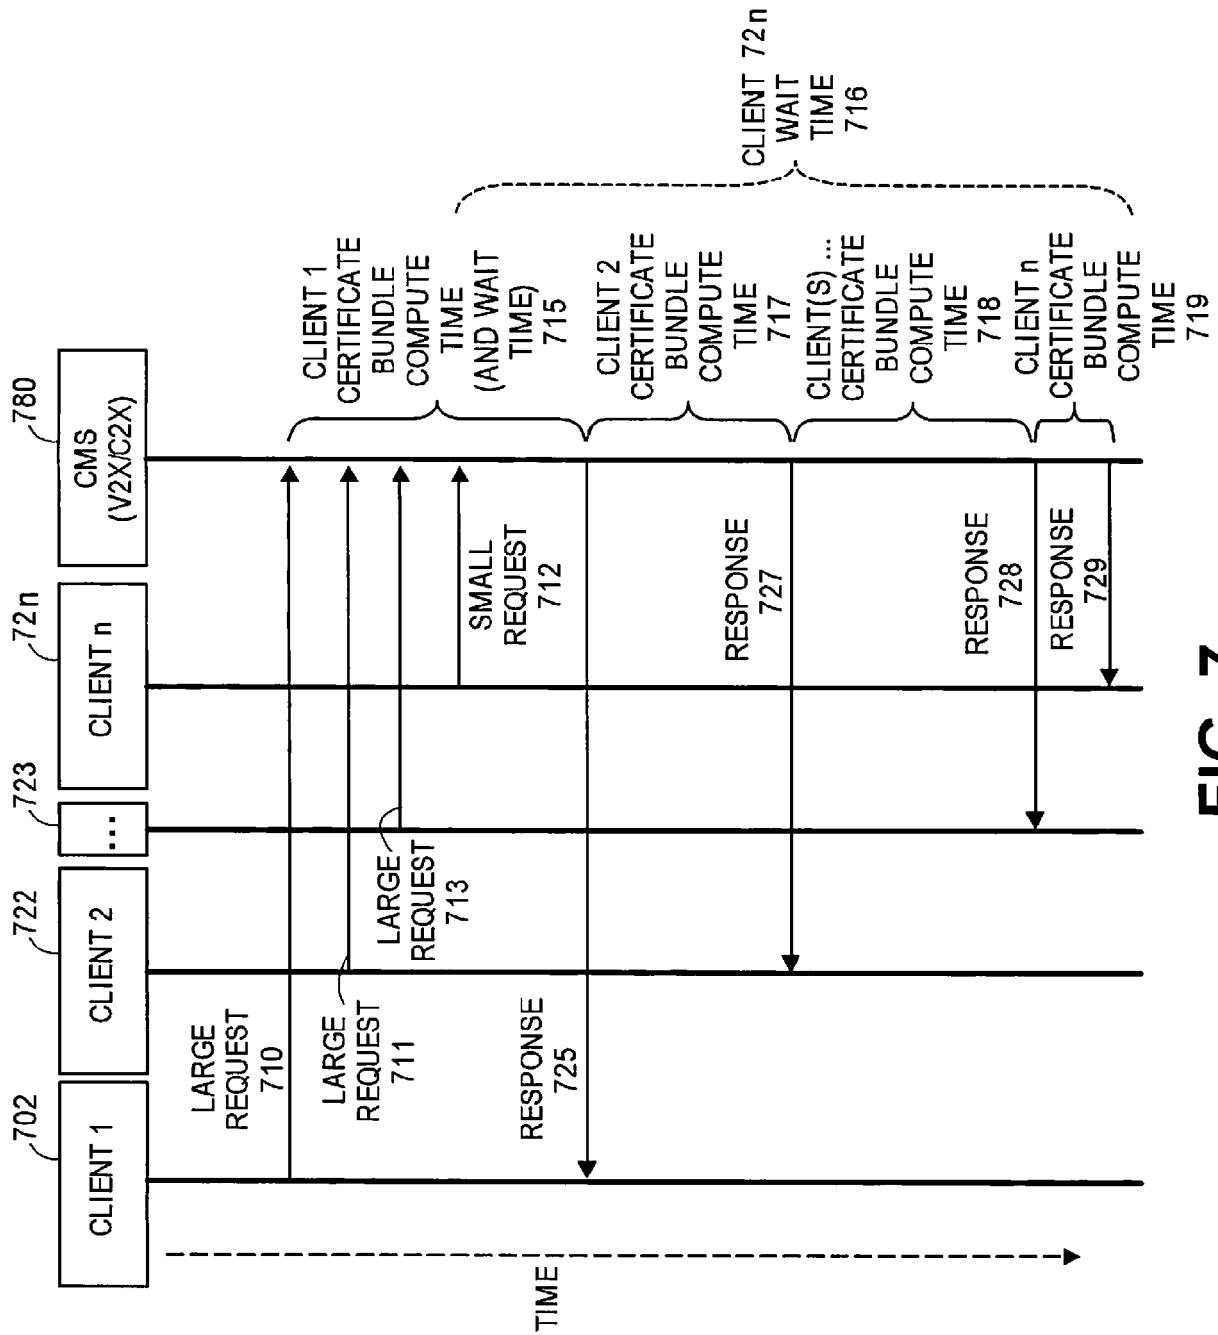 702
CLIENT 1
722
CLIENT 2
723
...
72n
CLIENT n
780
CMS
(V2X/C2X)
TIME
LARGE
REQUEST
710
LARGE
REQUEST
711
LARGE
REQUEST
713
SMALL
REQUEST
712
RESPONSE
725
RESPONSE
727
RESPONSE
728
RESPONSE
729
CLIENT 1
CERTIFICATE
BUNDLE
COMPUTE
TIME
(AND WAIT
TIME)
715
CLIENT 2
CERTIFICATE
BUNDLE
COMPUTE
TIME
717
CLIENT(S) ...
CERTIFICATE
BUNDLE
COMPUTE
TIME
718
CLIENT n
CERTIFICATE
BUNDLE
COMPUTE
TIME
719
CLIENT 72n
WAIT
TIME
716
FIG. 7